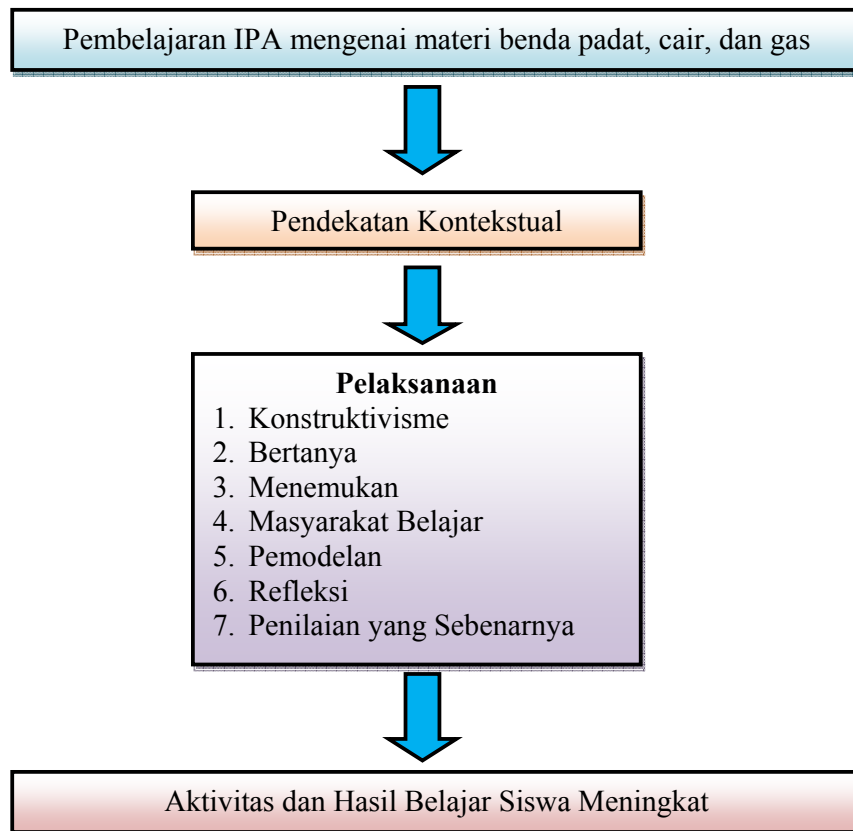 Pembelajaran IPA mengenai materi benda padat, cair, dan gas
Pendekatan Kontekstual
Pelaksanaan
1. Konstruktivisme
2. Bertanya
3. Menemukan
4. Masyarakat Belajar
5. Pemodelan
6. Refleksi
7. Penilaian yang Sebenarnya
Aktivitas dan Hasil Belajar Siswa Meningkat